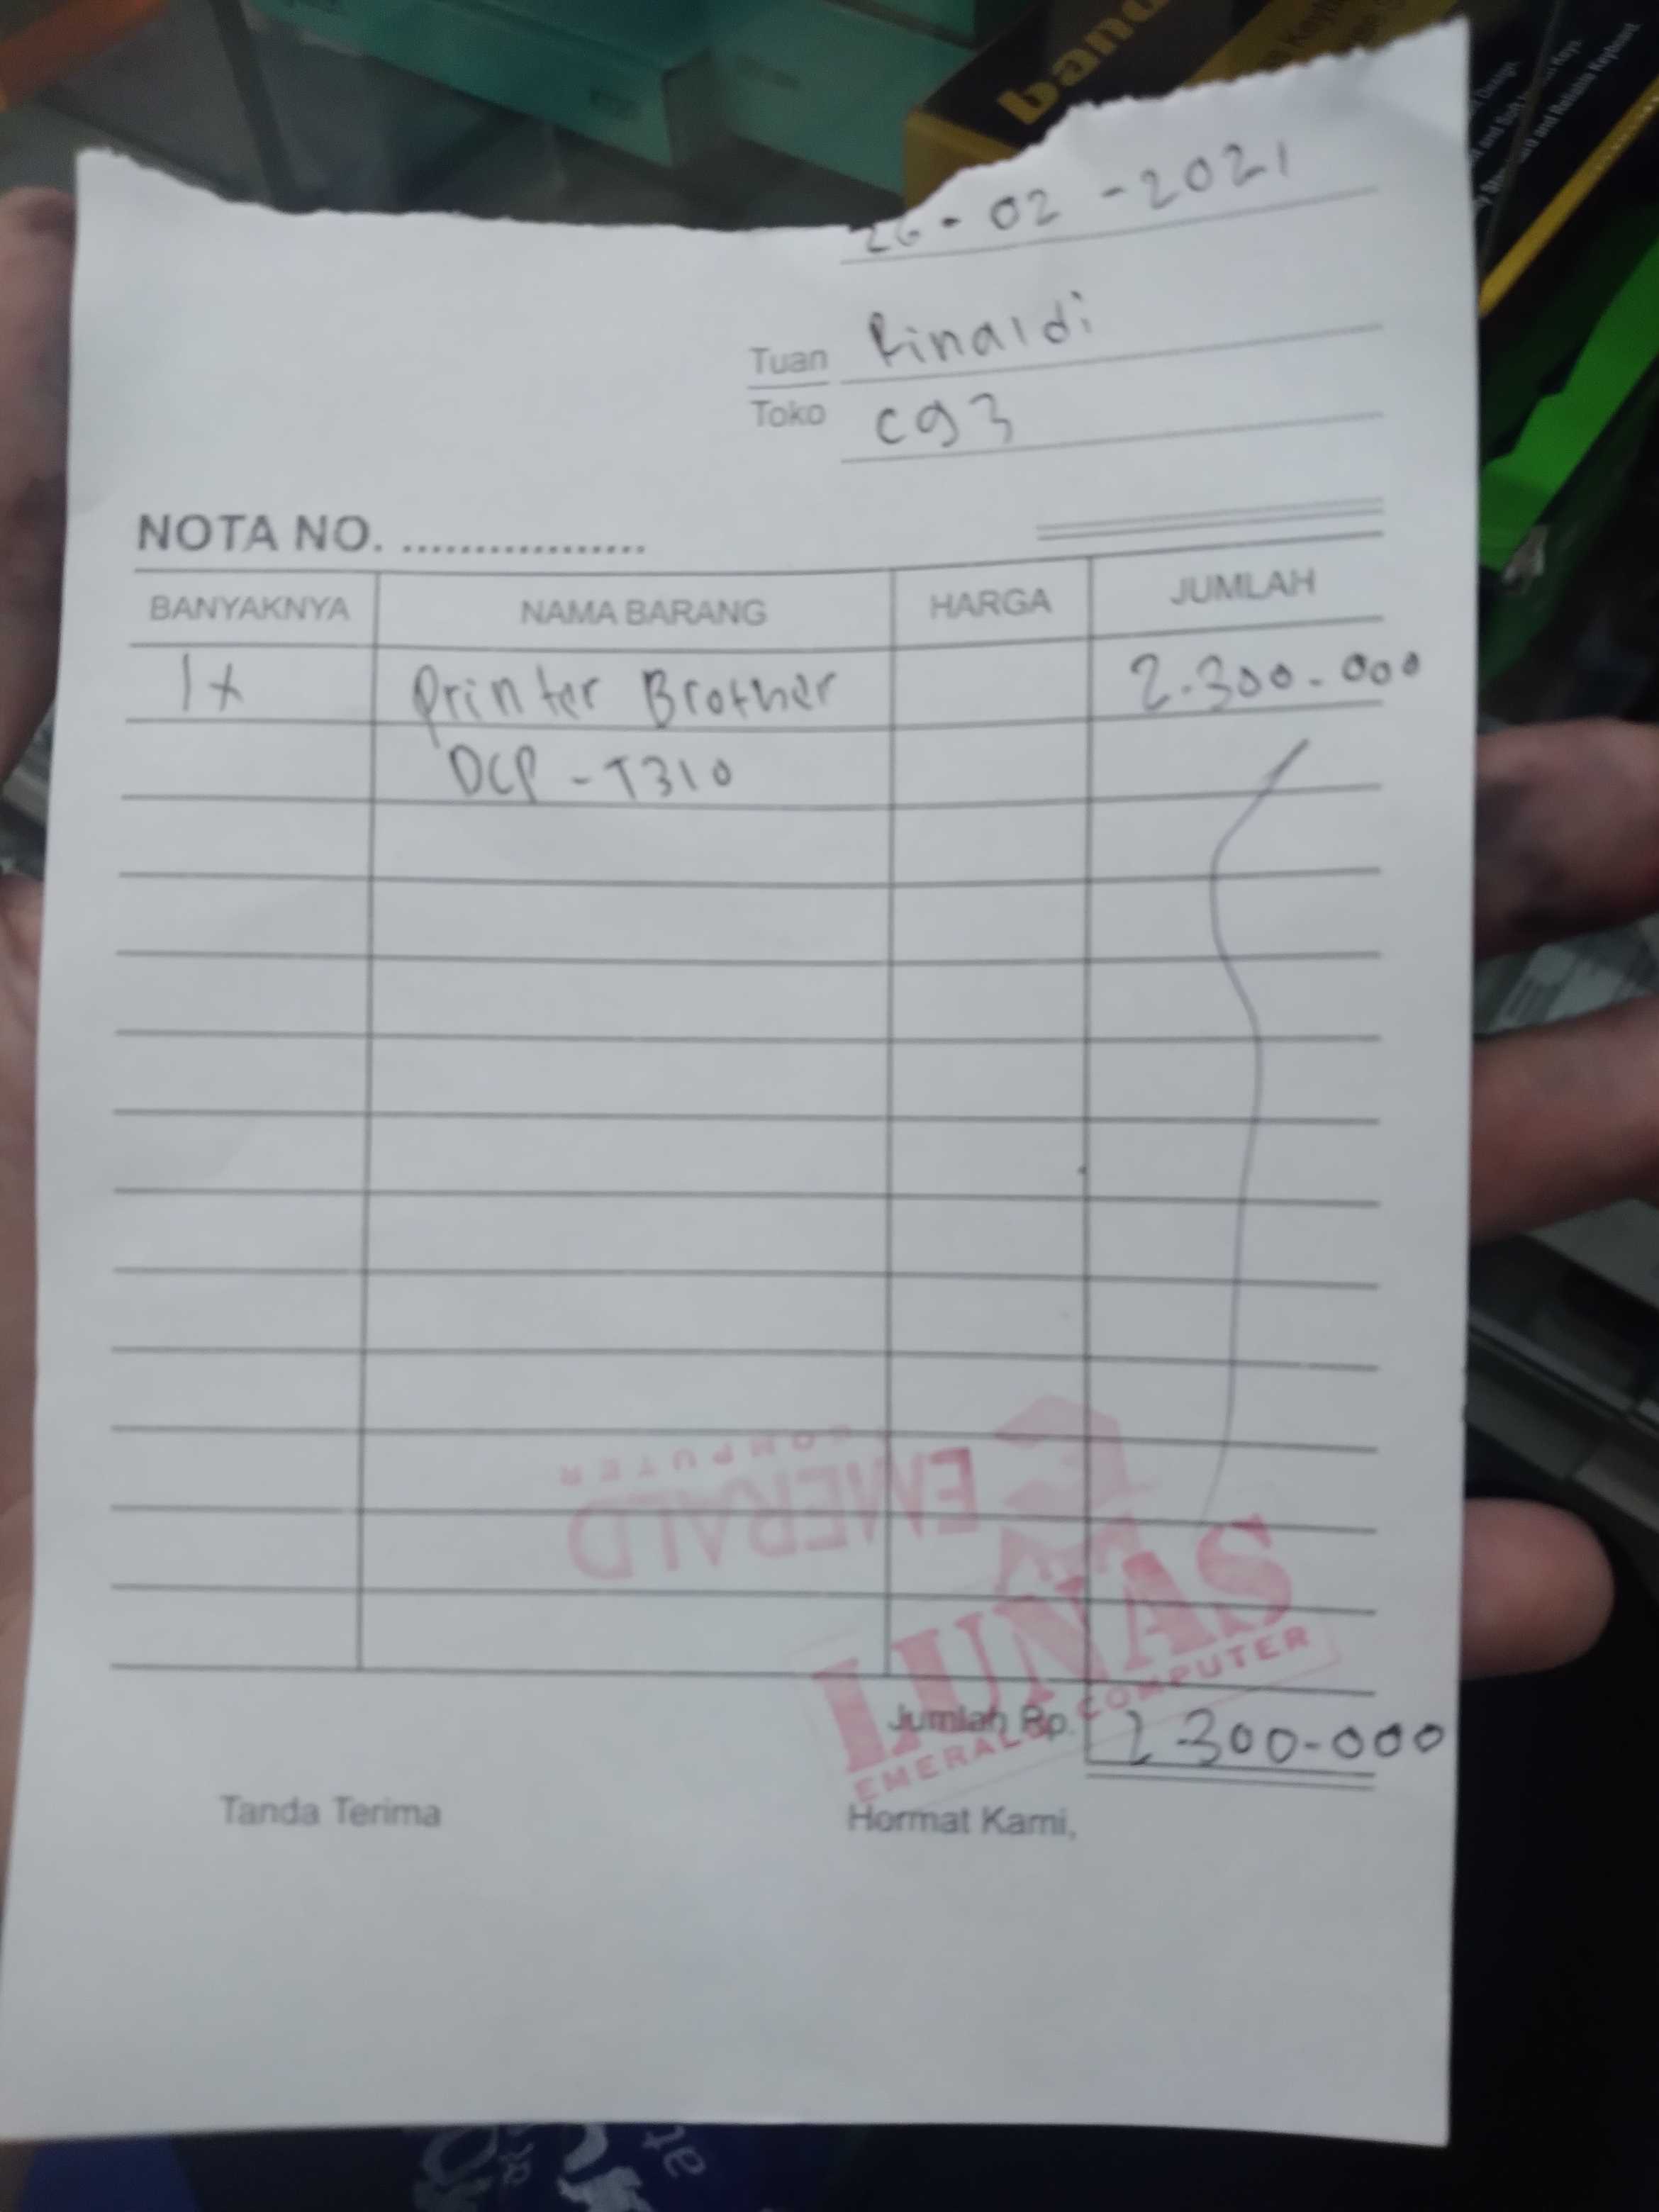 banc
26-02-2021
Tuan Rinaldi
Toko cg3
NOTA NO. .................
BANYAKNYA NAMA BARANG HARGA JUMLAH
1x Printer Brother 2.300.000
DCP-T310
EMERALD
COMPUTER
LUNAS
EMERALD COMPUTER
Jumlah Rp. 2.300.000
Tanda Terima Hormat Kami,